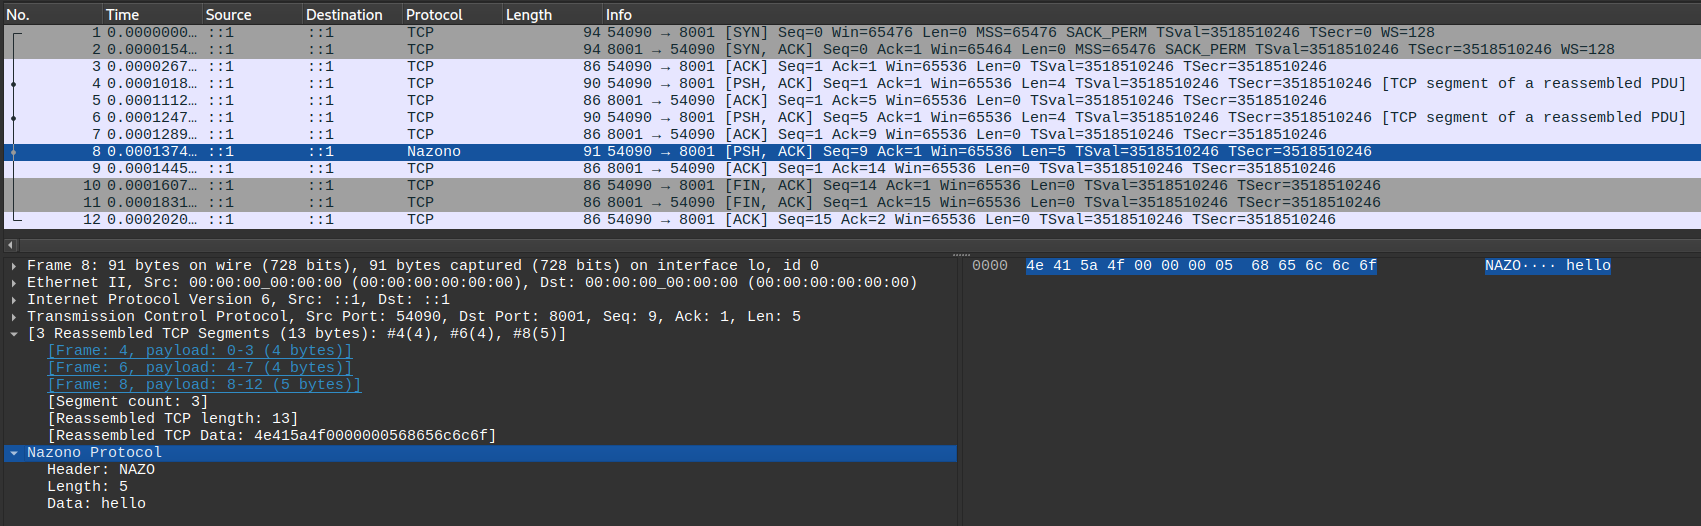 No. Time Source Destination Protocol Length Info
1 0.0000000… ::1 ::1 TCP 94 54090 → 8001 [SYN] Seq=0 Win=65476 Len=0 MSS=65476 SACK_PERM TSval=3518510246 TSecr=0 WS=128
2 0.0000154… ::1 ::1 TCP 94 8001 → 54090 [SYN, ACK] Seq=0 Ack=1 Win=65464 Len=0 MSS=65476 SACK_PERM TSval=3518510246 TSecr=3518510246 WS=128
3 0.0000267… ::1 ::1 TCP 86 54090 → 8001 [ACK] Seq=1 Ack=1 Win=65536 Len=0 TSval=3518510246 TSecr=3518510246
4 0.0001018… ::1 ::1 TCP 90 54090 → 8001 [PSH, ACK] Seq=1 Ack=1 Win=65536 Len=4 TSval=3518510246 TSecr=3518510246 [TCP segment of a reassembled PDU]
5 0.0001112… ::1 ::1 TCP 86 8001 → 54090 [ACK] Seq=1 Ack=5 Win=65536 Len=0 TSval=3518510246 TSecr=3518510246
6 0.0001247… ::1 ::1 TCP 90 54090 → 8001 [PSH, ACK] Seq=5 Ack=1 Win=65536 Len=4 TSval=3518510246 TSecr=3518510246 [TCP segment of a reassembled PDU]
7 0.0001289… ::1 ::1 TCP 86 8001 → 54090 [ACK] Seq=1 Ack=9 Win=65536 Len=0 TSval=3518510246 TSecr=3518510246
8 0.0001374… ::1 ::1 Nazono 91 54090 → 8001 [PSH, ACK] Seq=9 Ack=1 Win=65536 Len=5 TSval=3518510246 TSecr=3518510246
9 0.0001445… ::1 ::1 TCP 86 8001 → 54090 [ACK] Seq=1 Ack=14 Win=65536 Len=0 TSval=3518510246 TSecr=3518510246
10 0.0001607… ::1 ::1 TCP 86 54090 → 8001 [FIN, ACK] Seq=14 Ack=1 Win=65536 Len=0 TSval=3518510246 TSecr=3518510246
11 0.0001831… ::1 ::1 TCP 86 8001 → 54090 [FIN, ACK] Seq=1 Ack=15 Win=65536 Len=0 TSval=3518510246 TSecr=3518510246
12 0.0002020… ::1 ::1 TCP 86 54090 → 8001 [ACK] Seq=15 Ack=2 Win=65536 Len=0 TSval=3518510246 TSecr=3518510246
Frame 8: 91 bytes on wire (728 bits), 91 bytes captured (728 bits) on interface lo, id 0
Ethernet II, Src: 00:00:00_00:00:00 (00:00:00:00:00:00), Dst: 00:00:00_00:00:00 (00:00:00:00:00:00)
Internet Protocol Version 6, Src: ::1, Dst: ::1
Transmission Control Protocol, Src Port: 54090, Dst Port: 8001, Seq: 9, Ack: 1, Len: 5
[3 Reassembled TCP Segments (13 bytes): #4(4), #6(4), #8(5)]
[Frame: 4, payload: 0-3 (4 bytes)]
[Frame: 6, payload: 4-7 (4 bytes)]
[Frame: 8, payload: 8-12 (5 bytes)]
[Segment count: 3]
[Reassembled TCP length: 13]
[Reassembled TCP Data: 4e415a4f0000000568656c6c6f]
Nazono Protocol
Header: NAZO
Length: 5
Data: hello
0000 4e 41 5a 4f 00 00 00 05 68 65 6c 6c 6f NAZO···· hello